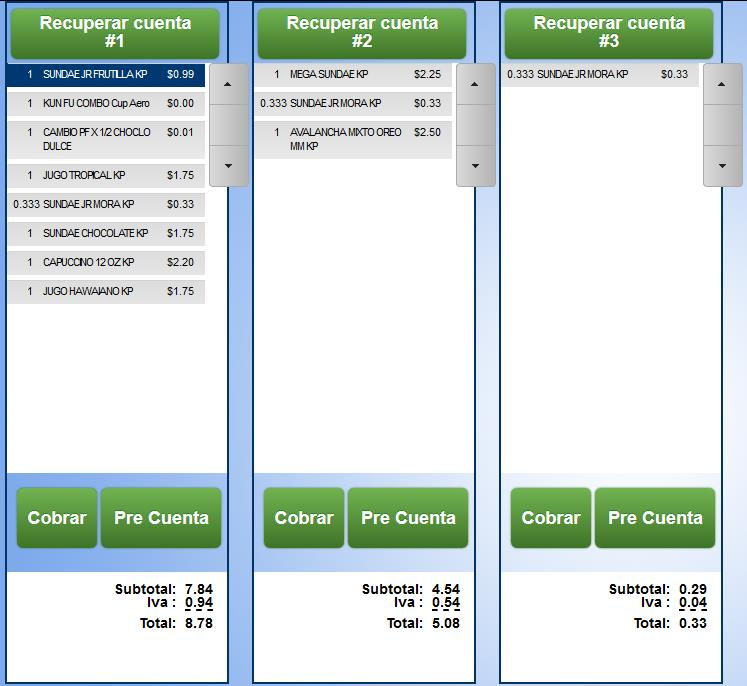 Recuperar cuenta
#1
1 SUNDAE JR FRUTILLA KP $0.99
1 KUN FU COMBO Cup Aero $0.00
1 CAMBIO PF X 1/2 CHOCLO $0.01
DULCE
1 JUGO TROPICAL KP $1.75
0.333 SUNDAE JR MORA KP $0.33
1 SUNDAE CHOCOLATE KP $1.75
1 CAPUCCINO 12 OZ KP $2.20
1 JUGO HAWAIANO KP $1.75
Cobrar
Pre Cuenta
Subtotal: 7.84
Iva : 0.94
Total: 8.78
Recuperar cuenta
#2
1 MEGA SUNDAE KP $2.25
0.333 SUNDAE JR MORA KP $0.33
1 AVALANCHA MIXTO OREO $2.50
MM KP
Cobrar
Pre Cuenta
Subtotal: 4.54
Iva : 0.54
Total: 5.08
Recuperar cuenta
#3
0.333 SUNDAE JR MORA KP $0.33
Cobrar
Pre Cuenta
Subtotal: 0.29
Iva : 0.04
Total: 0.33